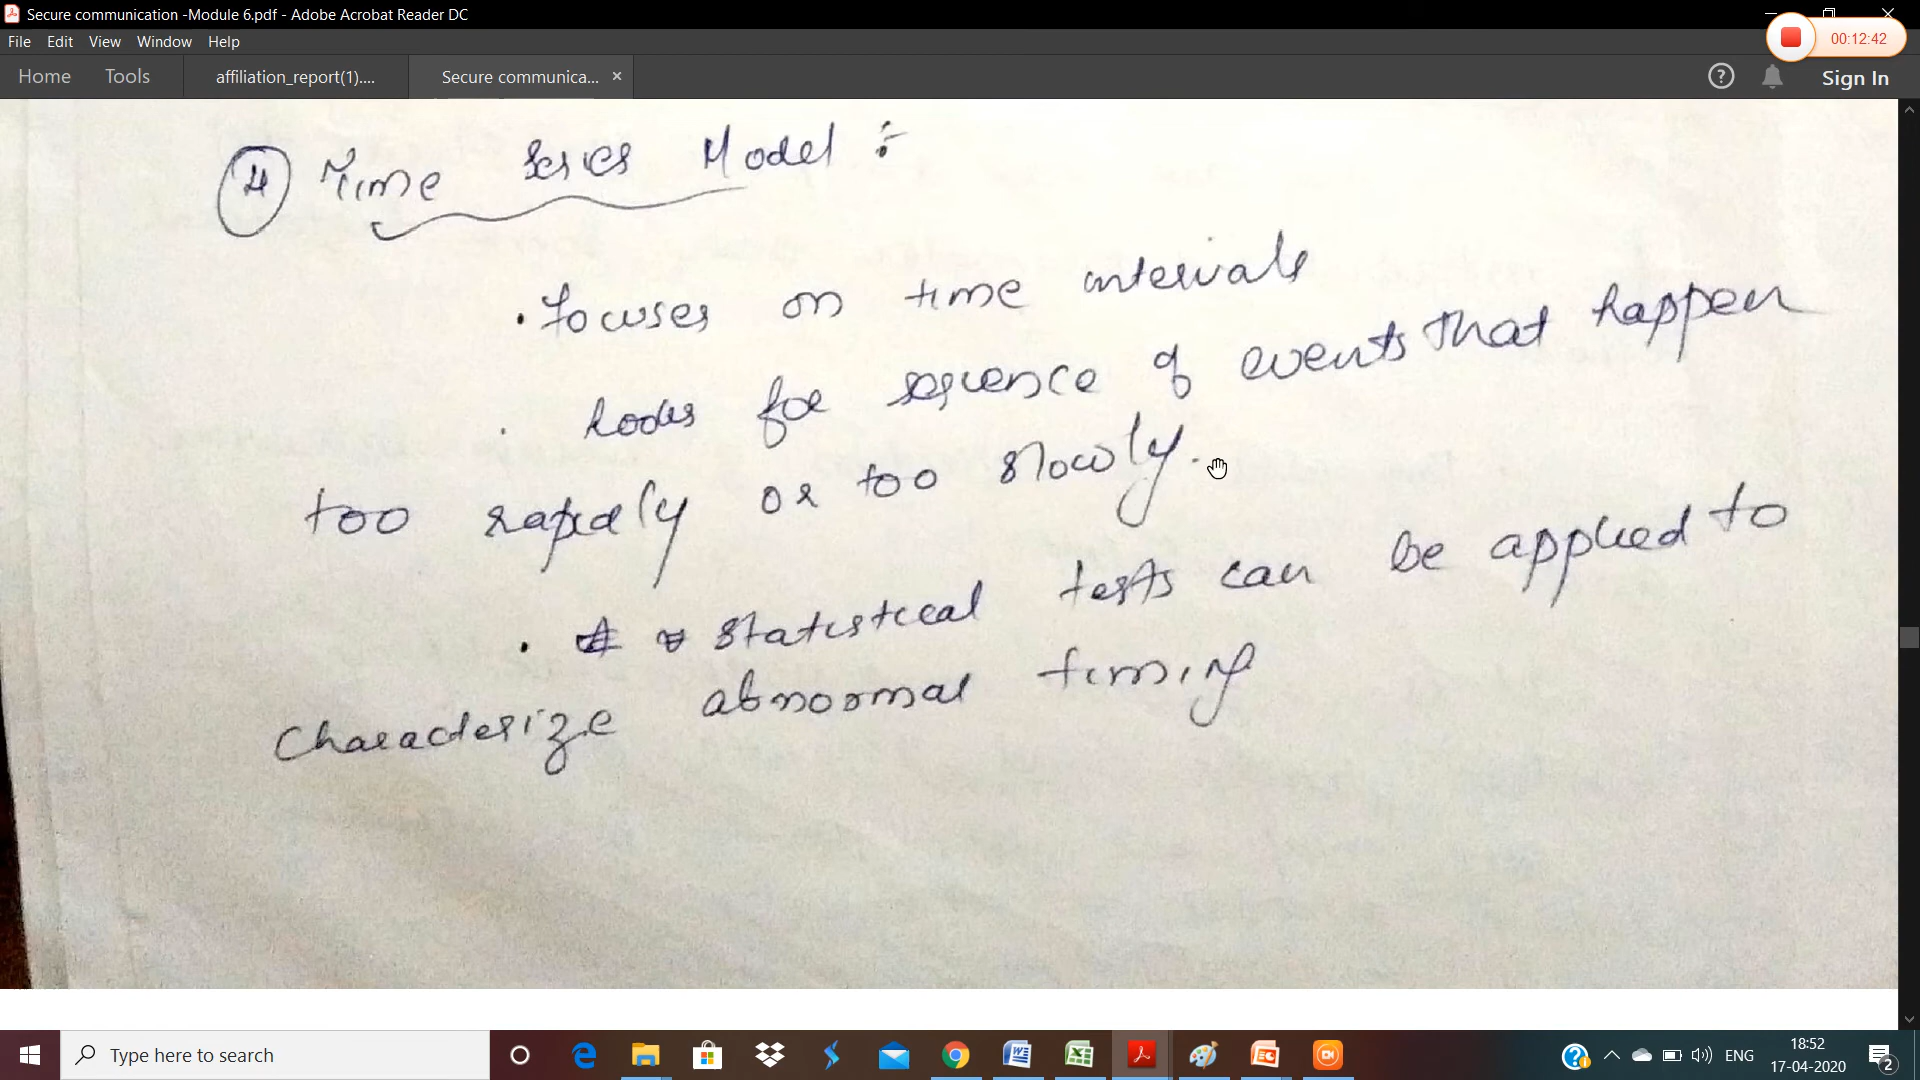 Secure communication -Module 6.pdf - Adobe Acrobat Reader DC
00:12:42
File Edit View Window Help
Home Tools affiliation_report(1).... Secure communica... × ? Sign In
4 Time Series Model :-
• Focuses on time intervals
• looks for sequence of events that happen
too rapidly or too slowly.
• Statistical tests can be applied to
Characterize abnormal timing
Type here to search
ENG
18:52
17-04-2020
2